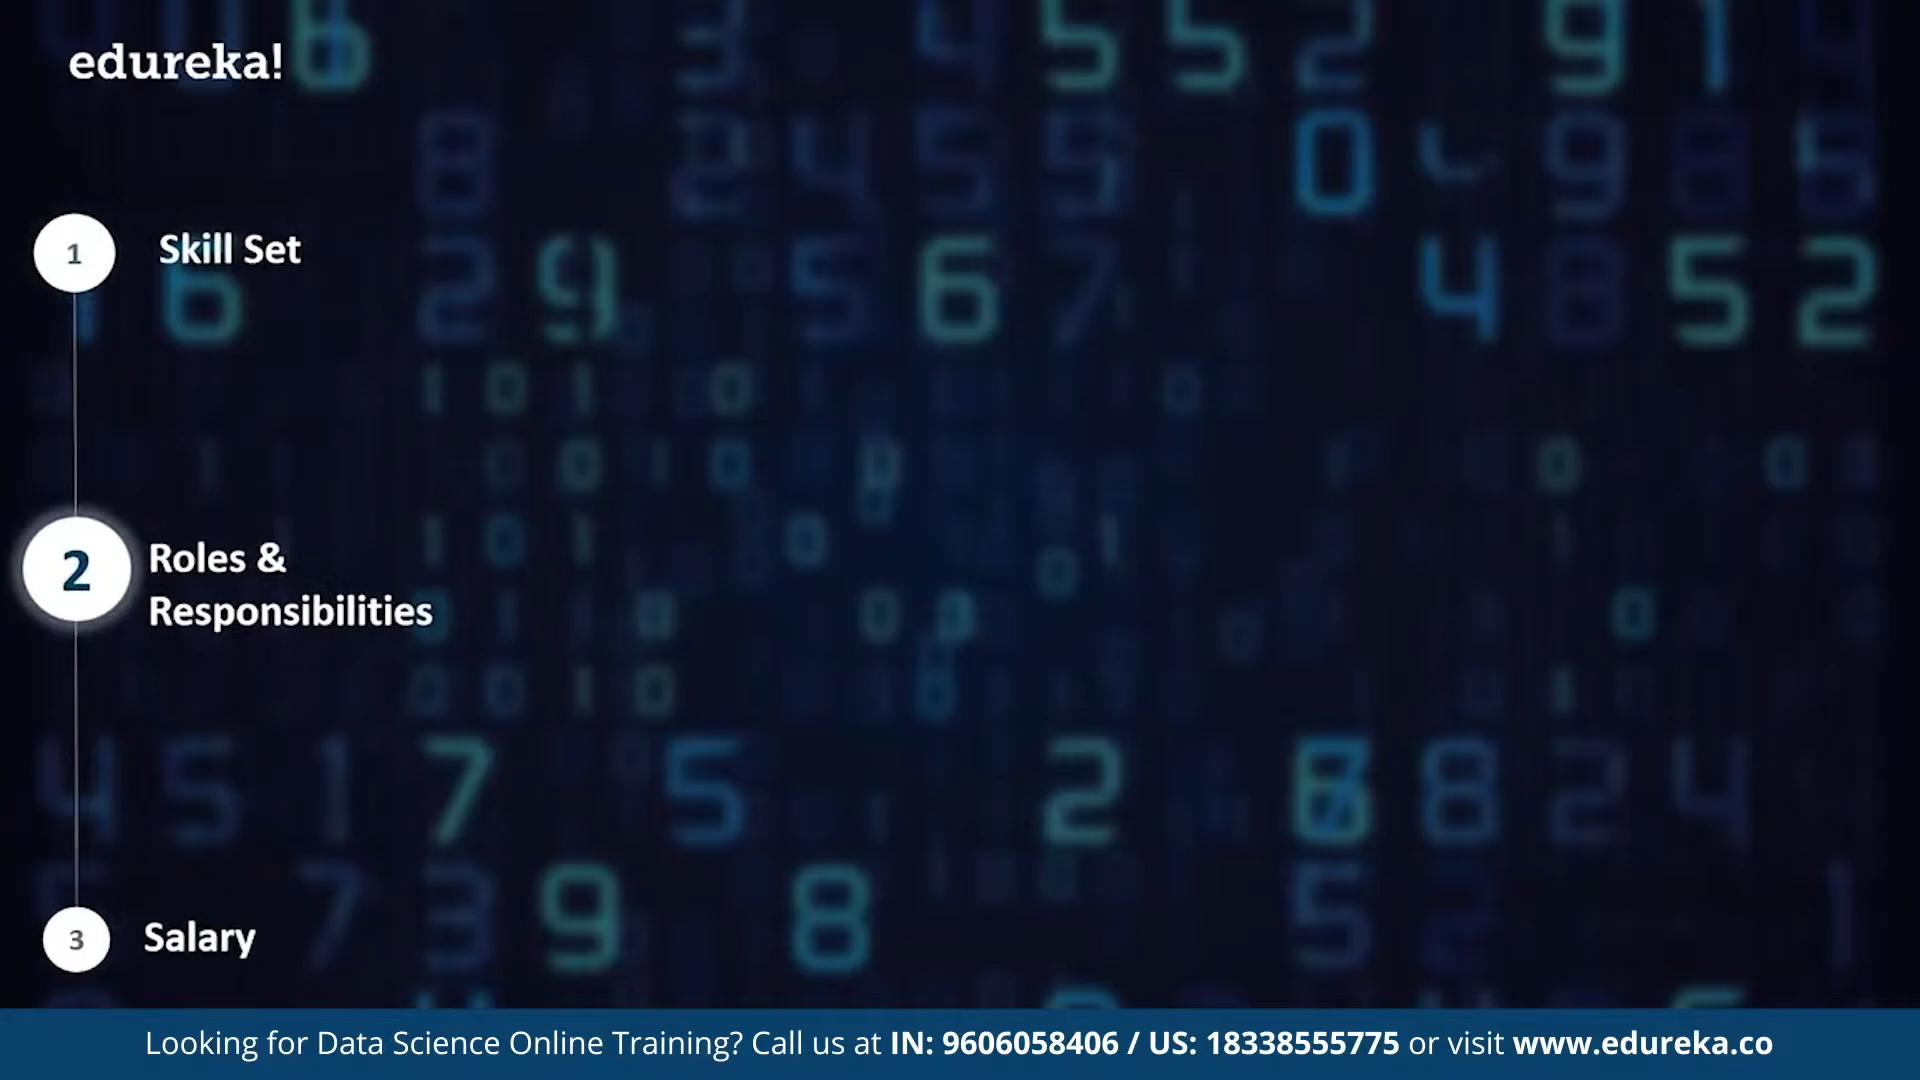 edureka!
1 Skill Set
2 Roles &
Responsibilities
3 Salary
Looking for Data Science Online Training? Call us at IN: 9606058406 / US: 18338555775 or visit www.edureka.co